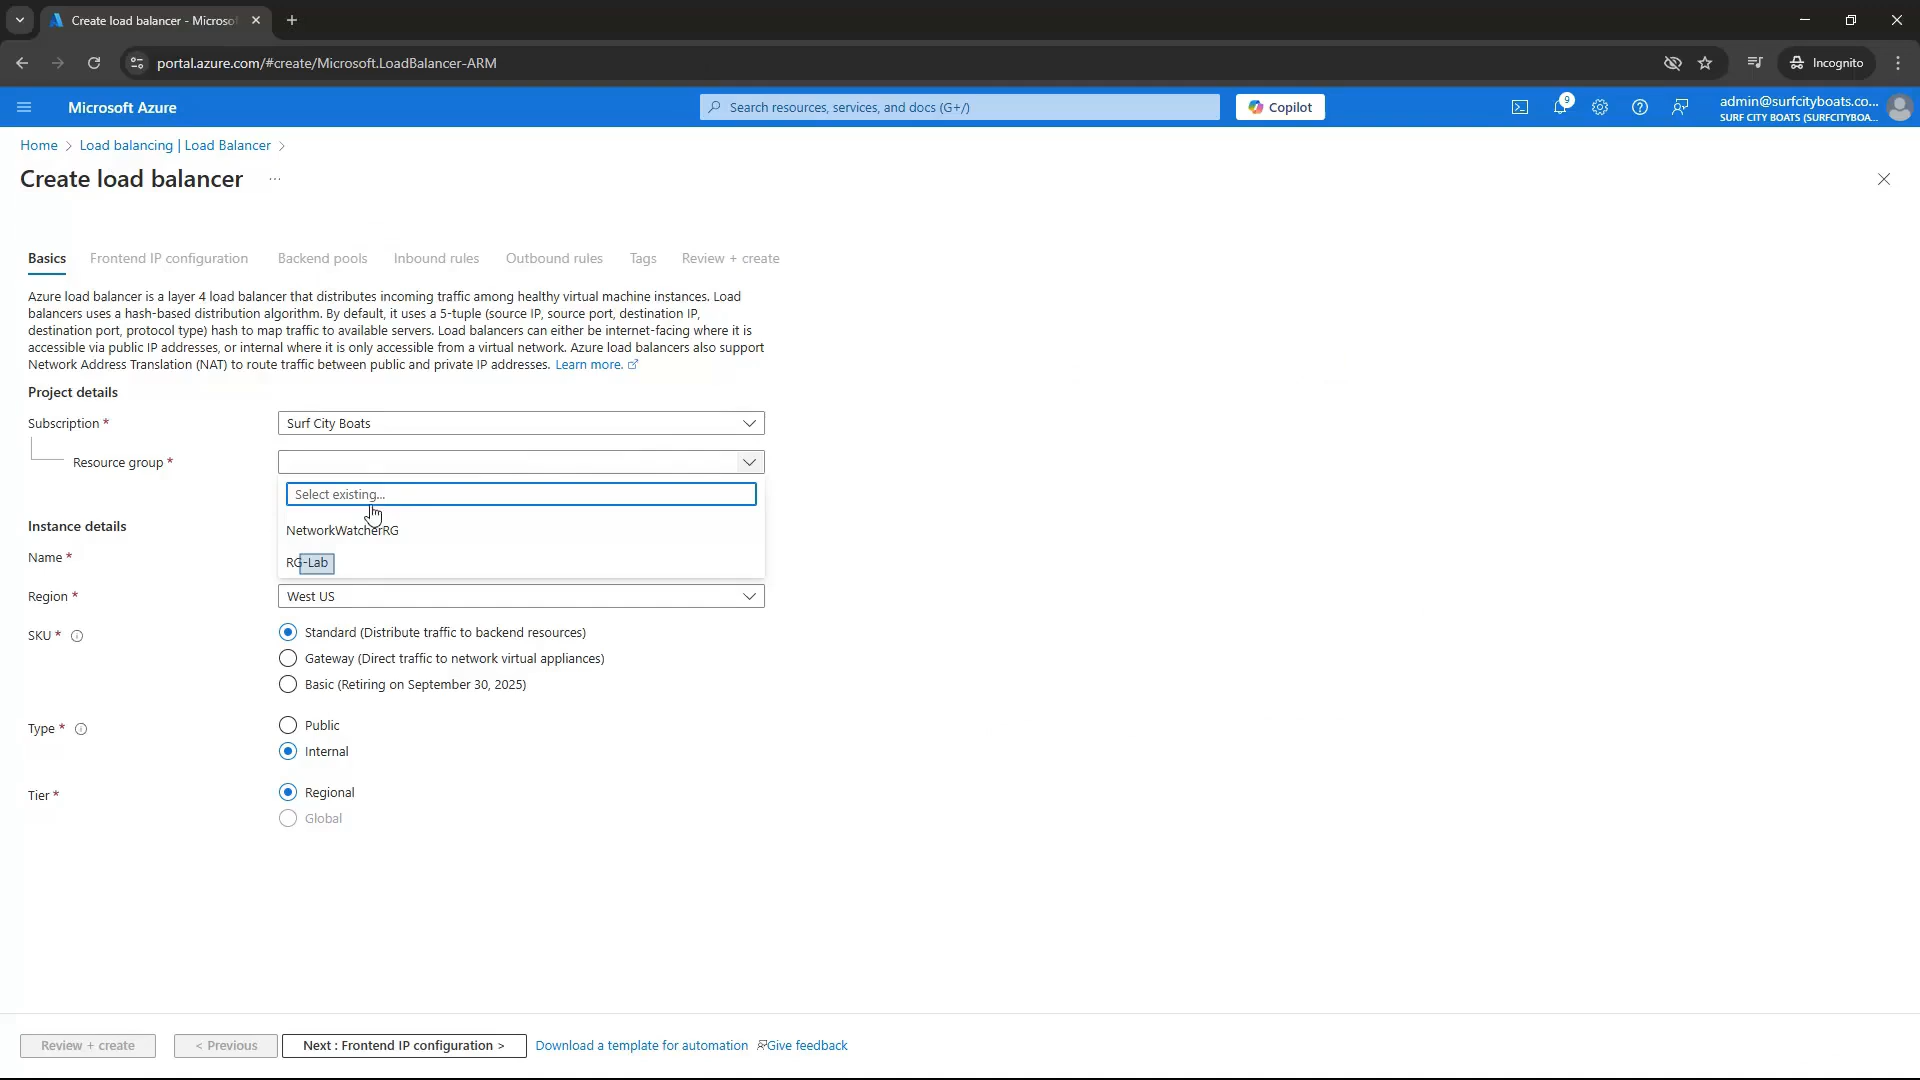 Create load balancer - Microso
portal.azure.com/#create/Microsoft.LoadBalancer-ARM
Incognito
Microsoft Azure
Search resources, services, and docs (G+/)
Copilot
9
admin@surfcityboats.co...
SURF CITY BOATS (SURFCITYBOA...
Home > Load balancing | Load Balancer >
Create load balancer ...
Basics Frontend IP configuration Backend pools Inbound rules Outbound rules Tags Review + create
Azure load balancer is a layer 4 load balancer that distributes incoming traffic among healthy virtual machine instances. Load
balancers uses a hash-based distribution algorithm. By default, it uses a 5-tuple (source IP, source port, destination IP,
destination port, protocol type) hash to map traffic to available servers. Load balancers can either be internet-facing where it is
accessible via public IP addresses, or internal where it is only accessible from a virtual network. Azure load balancers also support
Network Address Translation (NAT) to route traffic between public and private IP addresses. Learn more.
Project details
Subscription *
Surf City Boats
Resource group *
Select existing...
NetworkWatcherRG
RG-Lab
Instance details
Name *
Region *
West US
SKU *
Standard (Distribute traffic to backend resources)
Gateway (Direct traffic to network virtual appliances)
Basic (Retiring on September 30, 2025)
Type *
Public
Internal
Tier *
Regional
Global
Review + create < Previous Next : Frontend IP configuration > Download a template for automation Give feedback